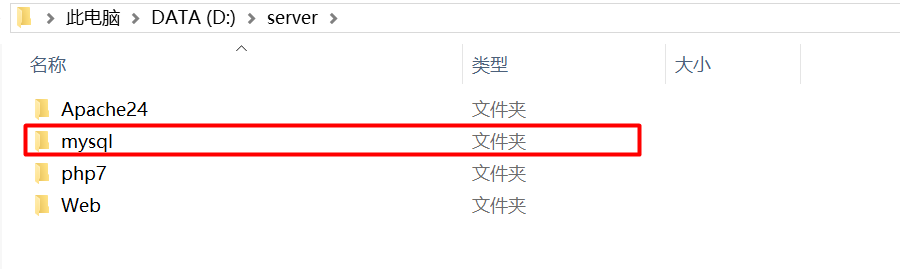 此电脑 > DATA (D:) > server >
名称 类型 大小
Apache24 文件夹
mysql 文件夹
php7 文件夹
Web 文件夹